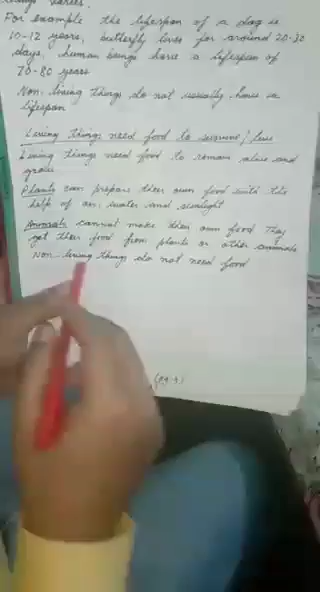 varies.
For example the lifespan of a dog is
10-12 years, butterfly lives for around 20-30
days, human beings have a lifespan of
70-80 years
Non-living things do not usually have a
lifespan
Living things need food to survive/live
Living things need food to remain alive and
grow
Plants can prepare their own food with the
help of air, water and sunlight
Animals cannot make their own food They
get their food from plants or other animals
Non-living things do not need food